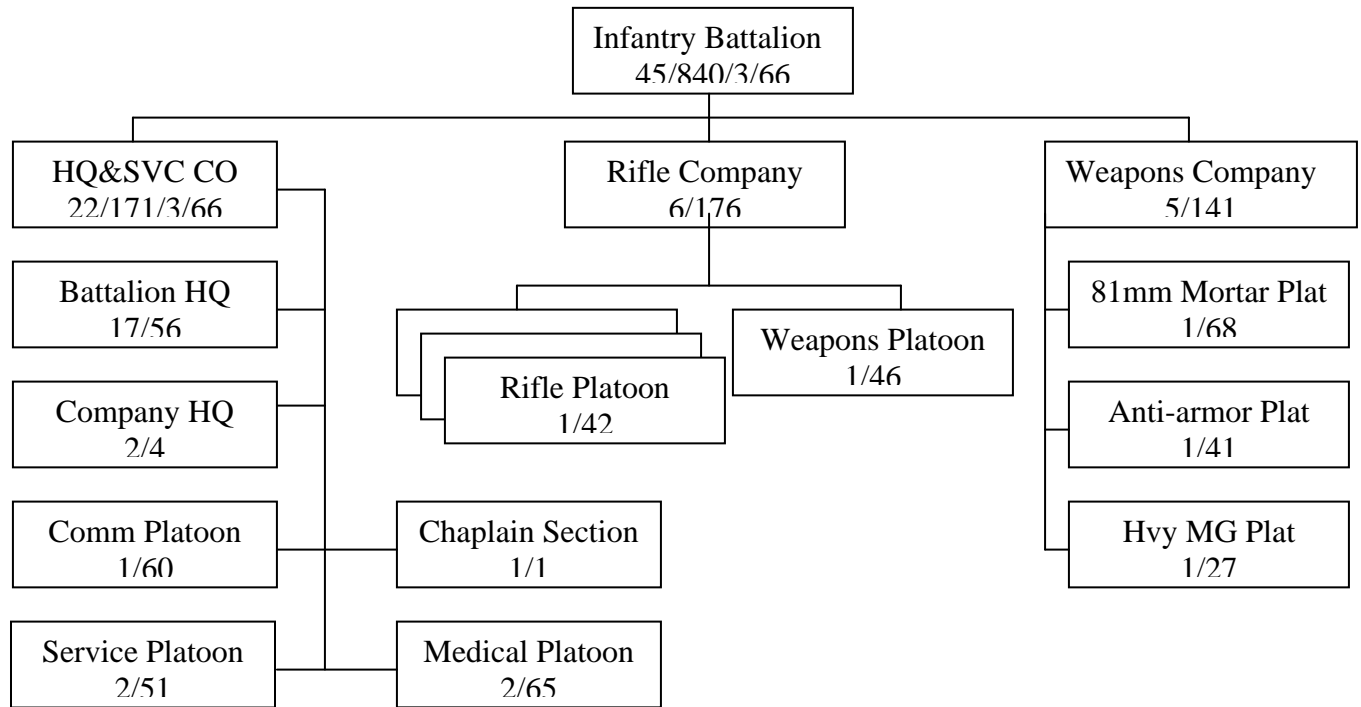 Infantry Battalion
45/840/3/66
HQ&SVC CO
22/171/3/66
Rifle Company
6/176
Weapons Company
5/141
Battalion HQ
17/56
Company HQ
2/4
Comm Platoon
1/60
Service Platoon
2/51
Chaplain Section
1/1
Medical Platoon
2/65
Rifle Platoon
1/42
Weapons Platoon
1/46
81mm Mortar Plat
1/68
Anti-armor Plat
1/41
Hvy MG Plat
1/27